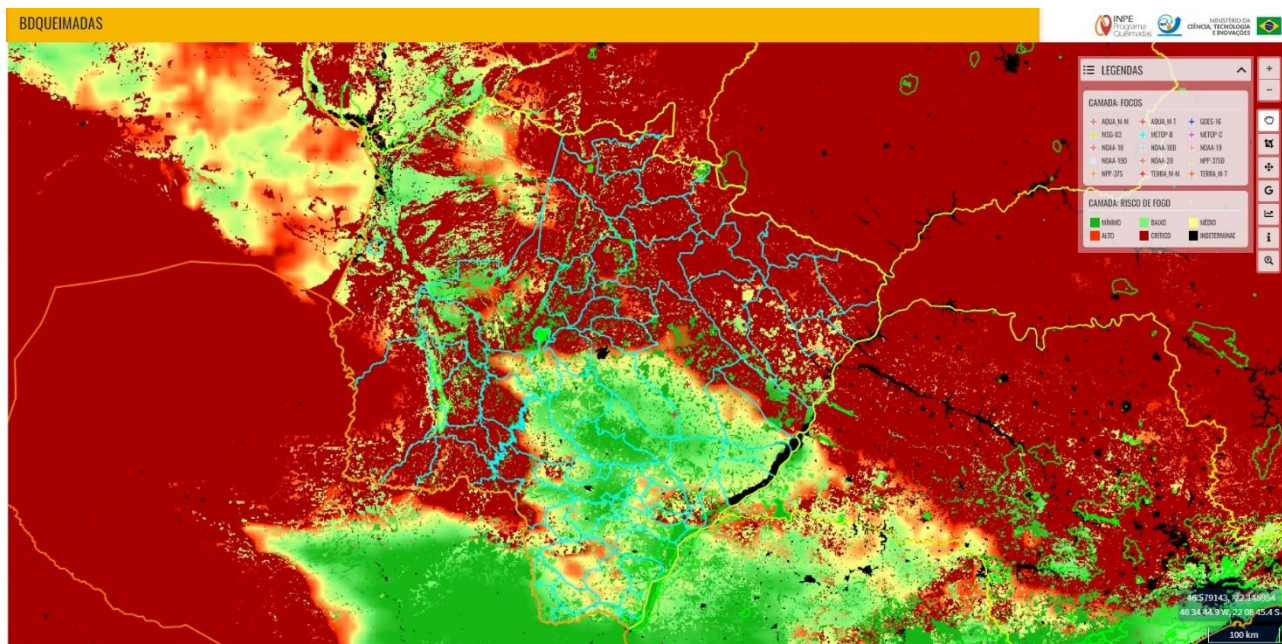 BDQUEIMADAS
INPE
Programa
Queimadas
MINISTÉRIO DA
CIÊNCIA, TECNOLOGIA
E INOVAÇÕES
LEGENDAS
CAMADA: FOCOS
AQUA_M-M AQUA_M-T GOES-16
MSG-03 METOP-B METOP-C
NOAA-18 NOAA-18D NOAA-19
NOAA-19D NOAA-20 NPP-375D
NPP-375 TERRA_M-M TERRA_M-T
CAMADA: RISCO DE FOGO
MÍNIMO BAIXO MÉDIO
ALTO CRÍTICO INDETERMINAD
G
i
46 34 44.9 W, 22 08 45.4 S
100 km